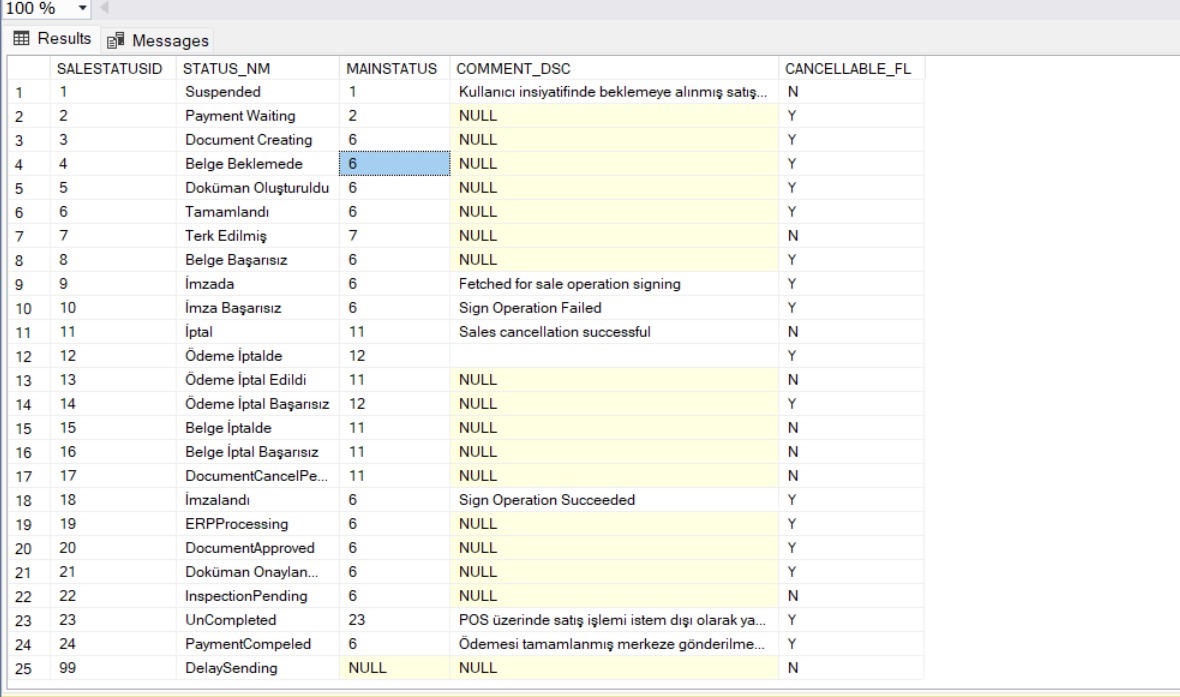 100 %
Results Messages
SALESTATUSID STATUS_NM MAINSTATUS COMMENT_DSC CANCELLABLE_FL
1 1 Suspended 1 Kullanıcı insiyatifinde beklemeye alınmış satış... N
2 2 Payment Waiting 2 NULL Y
3 3 Document Creating 6 NULL Y
4 4 Belge Beklemede 6 NULL Y
5 5 Doküman Oluşturuldu 6 NULL Y
6 6 Tamamlandı 6 NULL Y
7 7 Terk Edilmiş 7 NULL N
8 8 Belge Başarısız 6 NULL Y
9 9 İmzada 6 Fetched for sale operation signing Y
10 10 İmza Başarısız 6 Sign Operation Failed Y
11 11 İptal 11 Sales cancellation successful N
12 12 Ödeme İptalde 12 Y
13 13 Ödeme İptal Edildi 11 NULL N
14 14 Ödeme İptal Başarısız 12 NULL Y
15 15 Belge İptalde 11 NULL N
16 16 Belge İptal Başarısız 11 NULL N
17 17 DocumentCancelPe... 11 NULL N
18 18 İmzalandı 6 Sign Operation Succeeded Y
19 19 ERPProcessing 6 NULL Y
20 20 DocumentApproved 6 NULL Y
21 21 Doküman Onaylan... 6 NULL Y
22 22 InspectionPending 6 NULL N
23 23 UnCompleted 23 POS üzerinde satış işlemi istem dışı olarak ya... Y
24 24 PaymentCompeled 6 Ödemesi tamamlanmış merkeze gönderilme... Y
25 99 DelaySending NULL NULL N